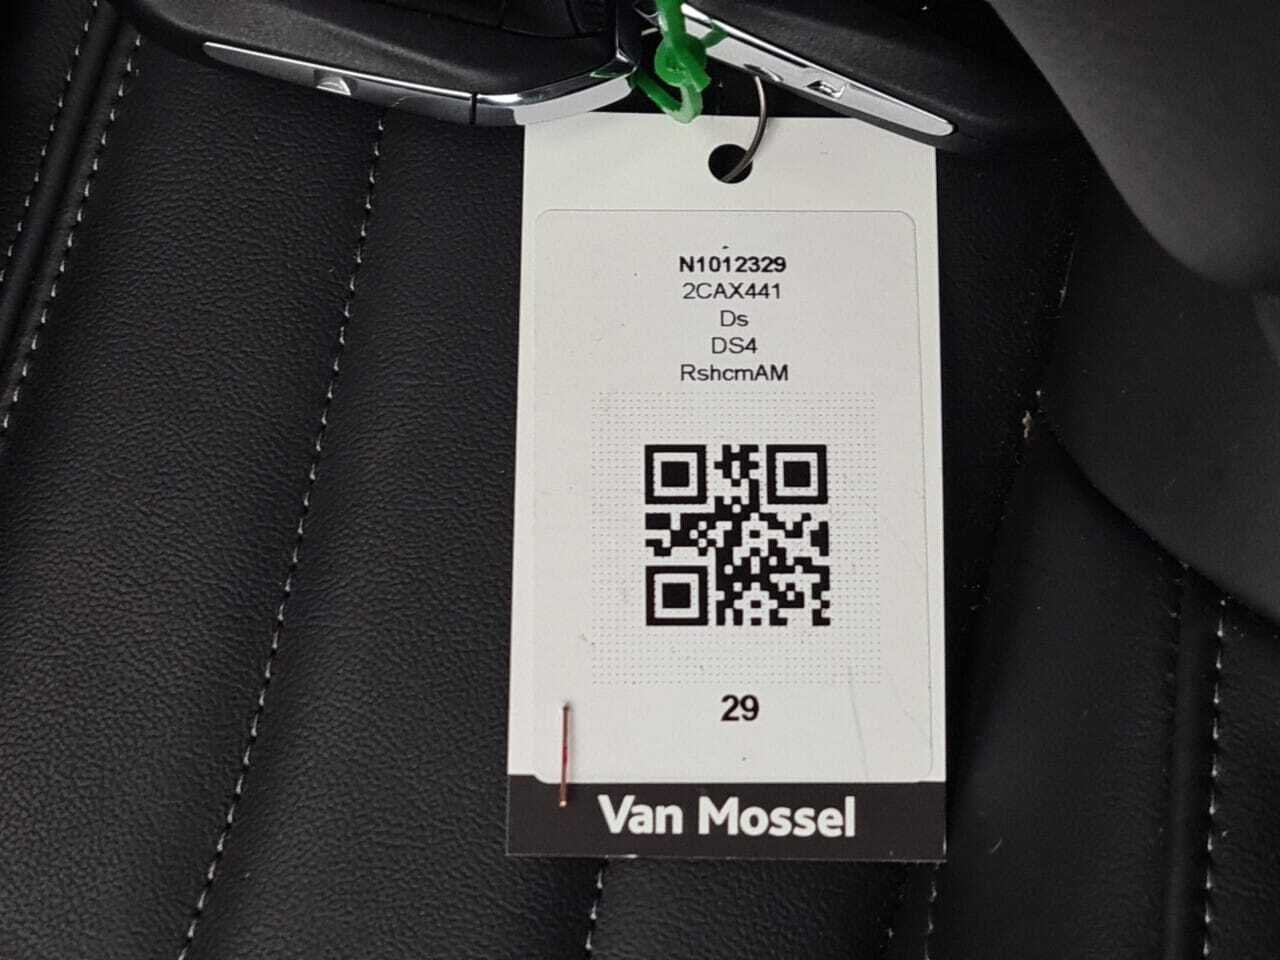 N1012329
2CAX441
Ds
DS4
RshcmAM
29
Van Mossel